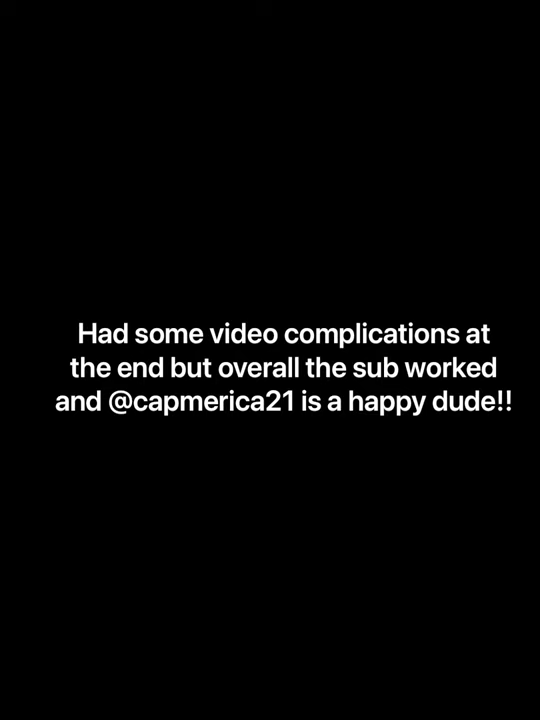 Had some video complications at
the end but overall the sub worked
and @capmerica21 is a happy dude!!